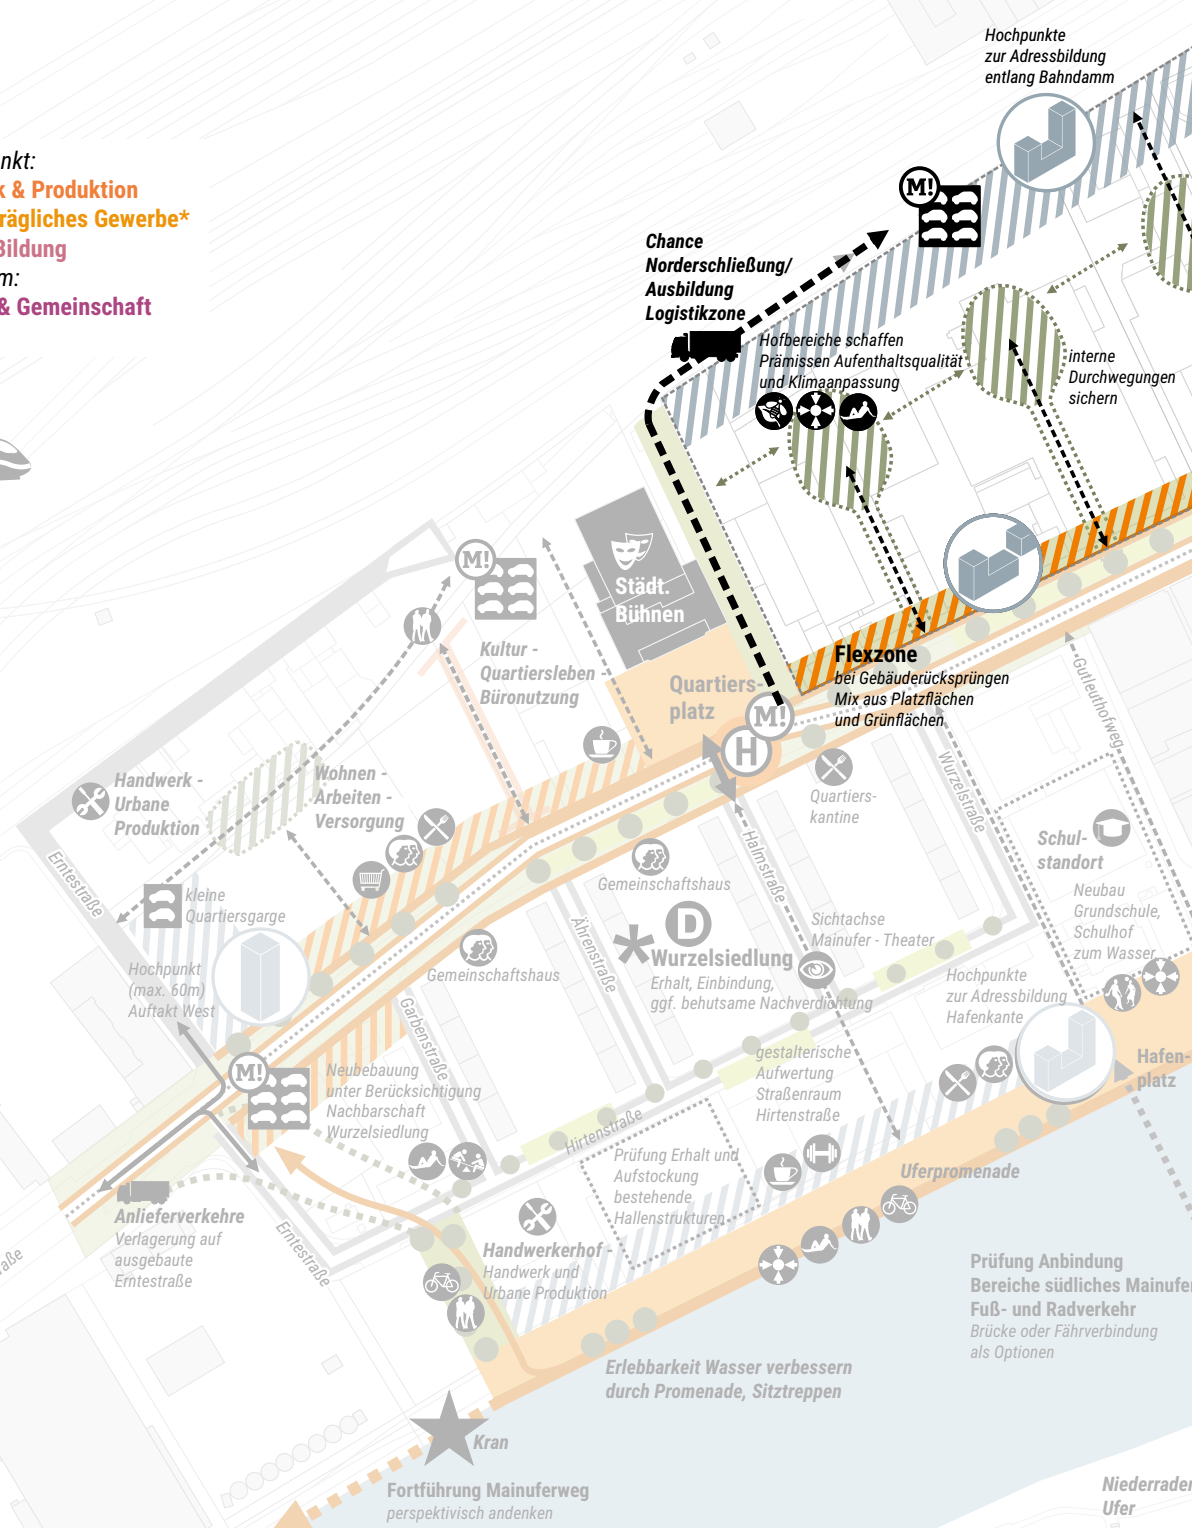 Hochpunkte
zur Adressbildung
entlang Bahndamm
nkt:
k & Produktion
rägliches Gewerbe*
Bildung
m:
& Gemeinschaft
M!
Chance
Norderschließung/
Ausbildung
Logistikzone
Hofbereiche schaffen
Prämissen Aufenthaltsqualität
und Klimaanpassung
interne
Durchwegungen
sichern
M!
Städt.
Bühnen
Kultur -
Quartiersleben -
Büronutzung
Quartiers-
platz
M!
H
Flexzone
bei Gebäuderücksprüngen
Mix aus Platzflächen
und Grünflächen
Gutleuthofweg
Wurzelstraße
Handwerk -
Urbane
Produktion
Wohnen -
Arbeiten -
Versorgung
Quartiers-
kantine
Schul-
standort
Neubau
Grundschule,
Schulhof
zum Wasser
Erntestraße
kleine
Quartiersgarge
Gemeinschaftshaus
Halmstraße
Ährenstraße
D
Wurzelsiedlung
Erhalt, Einbindung,
ggf. behutsame Nachverdichtung
Sichtachse
Mainufer - Theater
Hochpunkt
(max. 60m)
Auftakt West
Gemeinschaftshaus
Garbenstraße
Hochpunkte
zur Adressbildung
Hafenkante
Hafen-
platz
M!
Neubebauung
unter Berücksichtigung
Nachbarschaft
Wurzelsiedlung
gestalterische
Aufwertung
Straßenraum
Hirtenstraße
Hirtenstraße
Prüfung Erhalt und
Aufstockung
bestehende
Hallenstrukturen
Uferpromenade
Anlieferverkehre
Verlagerung auf
ausgebaute
Erntestraße
Erntestraße
raße
Handwerkerhof -
Handwerk und
Urbane Produktion
Prüfung Anbindung
Bereiche südliches Mainufer
Fuß- und Radverkehr
Brücke oder Fährverbindung
als Optionen
Erlebbarkeit Wasser verbessern
durch Promenade, Sitztreppen
Kran
Fortführung Mainuferweg
perspektivisch andenken
Niederrader
Ufer